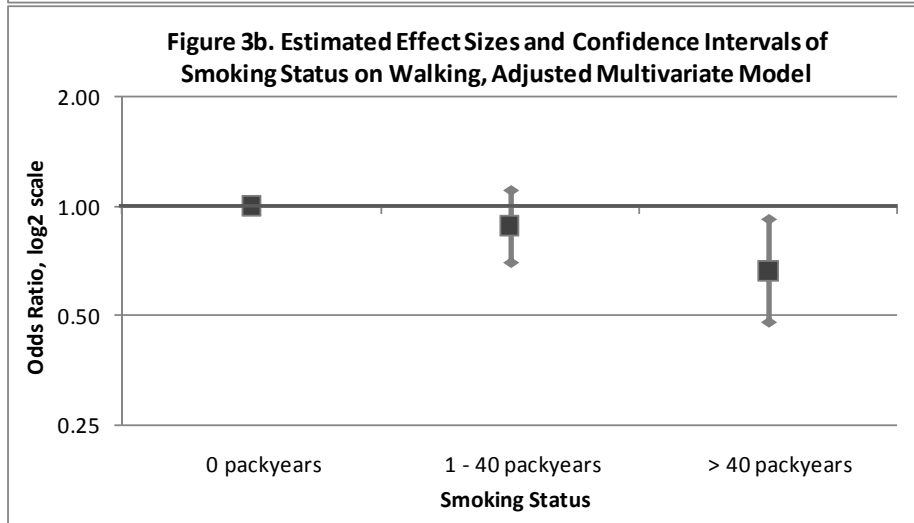 Figure 3b. Estimated Effect Sizes and Confidence Intervals of
Smoking Status on Walking, Adjusted Multivariate Model
Odds Ratio, log2 scale
2.00
1.00
0.50
0.25
0 packyears
1 - 40 packyears
> 40 packyears
Smoking Status